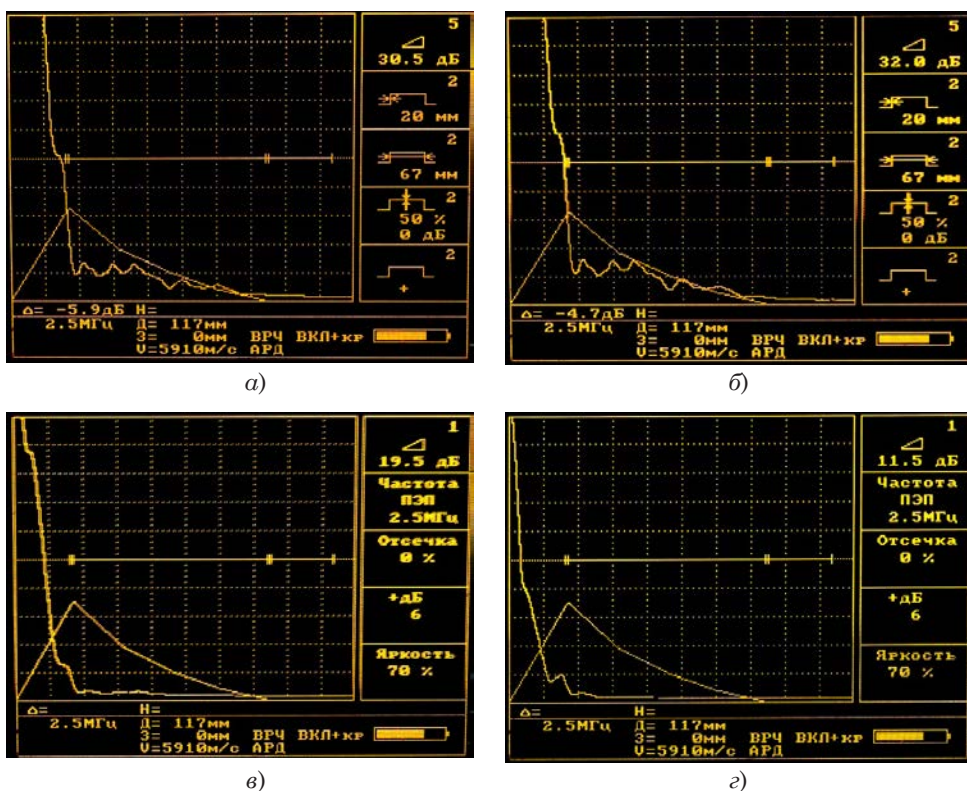 5
30.5 дБ
2
20 мм
2
67 мм
2
50 %
0 дБ
2
+
Δ= -5.9дБ Н=
2.5МГц Д= 117мм
З= 0мм ВРЧ ВКЛ+кр
V=5910м/с АРД
а)
5
32.0 дБ
2
20 мм
2
67 мм
2
50 %
0 дБ
2
+
Δ= -4.7дБ Н=
2.5МГц Д= 117мм
З= 0мм ВРЧ ВКЛ+кр
V=5910м/с АРД
б)
1
19.5 дБ
Частота
ПЭП
2.5МГц
Отсечка
0 %
+дБ
6
Яркость
70 %
Δ= Н=
2.5МГц Д= 117мм
З= 0мм ВРЧ ВКЛ+кр
V=5910м/с АРД
в)
1
11.5 дБ
Частота
ПЭП
2.5МГц
Отсечка
0 %
+дБ
6
Яркость
70 %
Δ= Н=
2.5МГц Д= 117мм
З= 0мм ВРЧ ВКЛ+кр
V=5910м/с АРД
г)